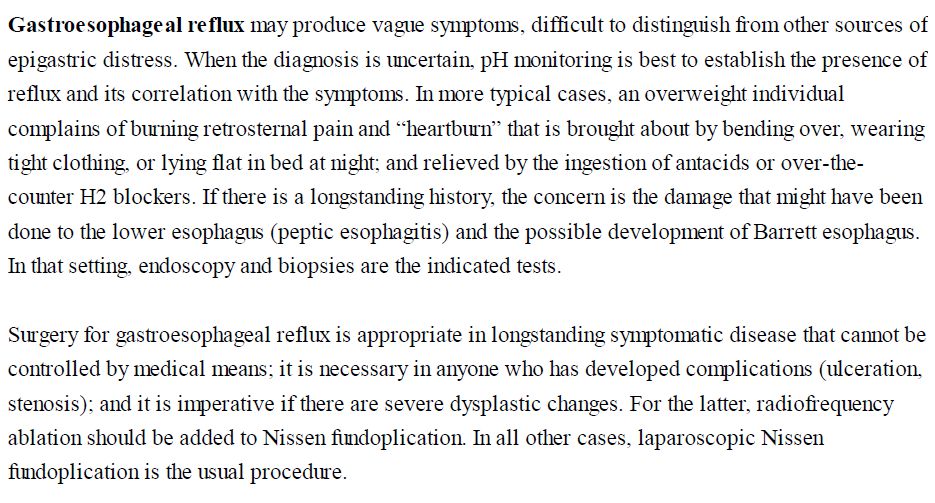 Gastroesophageal reflux may produce vague symptoms, difficult to distinguish from other sources of
epigastric distress. When the diagnosis is uncertain, pH monitoring is best to establish the presence of
reflux and its correlation with the symptoms. In more typical cases, an overweight individual
complains of burning retrosternal pain and “heartburn” that is brought about by bending over, wearing
tight clothing, or lying flat in bed at night; and relieved by the ingestion of antacids or over-the-
counter H2 blockers. If there is a longstanding history, the concern is the damage that might have been
done to the lower esophagus (peptic esophagitis) and the possible development of Barrett esophagus.
In that setting, endoscopy and biopsies are the indicated tests.
Surgery for gastroesophageal reflux is appropriate in longstanding symptomatic disease that cannot be
controlled by medical means; it is necessary in anyone who has developed complications (ulceration,
stenosis); and it is imperative if there are severe dysplastic changes. For the latter, radiofrequency
ablation should be added to Nissen fundoplication. In all other cases, laparoscopic Nissen
fundoplication is the usual procedure.